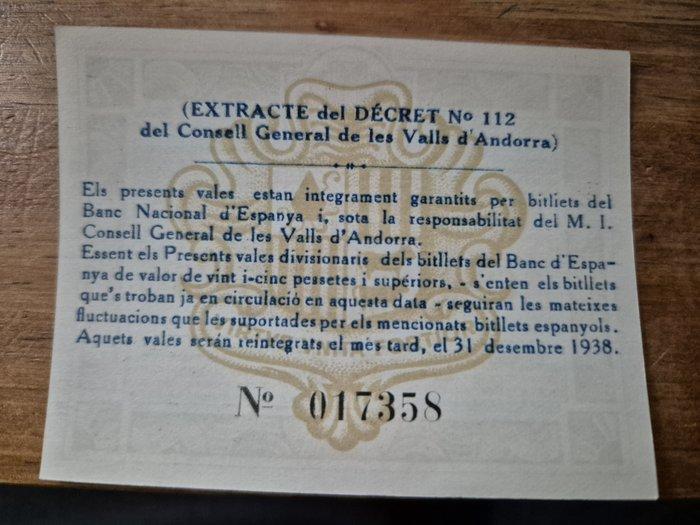 (EXTRACTE del DÉCRET Nº 112
del Consell General de les Valls d'Andorra)
Els presents vales estan integrament garantits per bitllets del
Banc Nacional d'Espanya i, sota la responsabilitat del M. I.
Consell General de les Valls d'Andorra.
Essent els Presents vales divisionaris dels bitllets del Banc d'Espa-
nya de valor de vint i-cinc pessetes i supériors, - s'enten els bitllets
que's troban ja en circulació en aquesta data - seguiran les mateixes
fluctuacions que les suportades per els mencionats bitllets espanyols.
Aquets vales serán reintegrats el més tard, el 31 desembre 1938.
Nº 017358